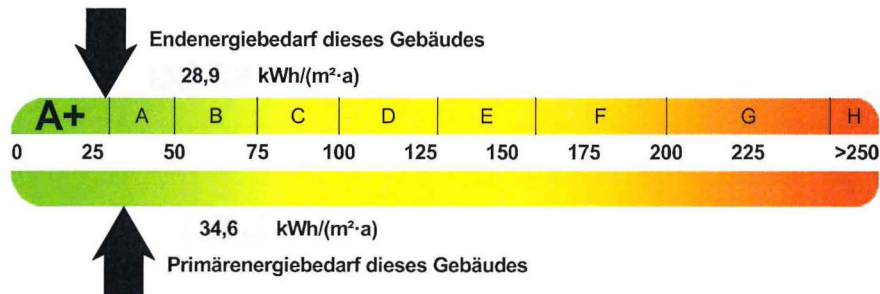 Endenergiebedarf dieses Gebäudes
28,9 kWh/(m²·a)
A+ A B C D E F G H
0 25 50 75 100 125 150 175 200 225 >250
34,6 kWh/(m²·a)
Primärenergiebedarf dieses Gebäudes